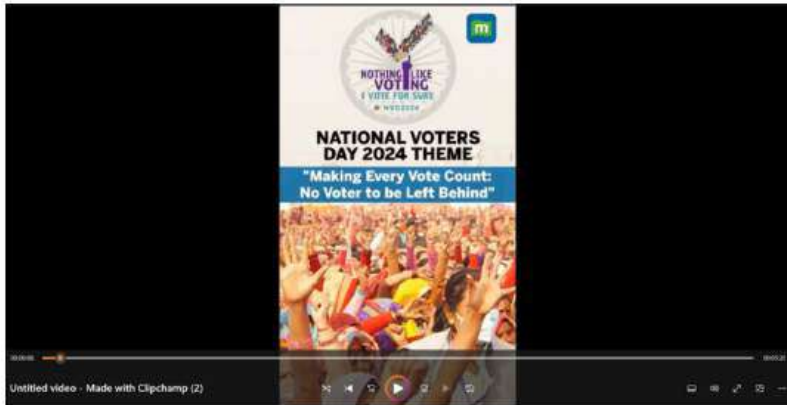 m
NOTHING LIKE
VOTING
I VOTE FOR SURE
NATIONAL VOTERS
DAY 2024 THEME
"Making Every Vote Count:
No Voter to be Left Behind"
Untitled video - Made with Clipchamp (2)